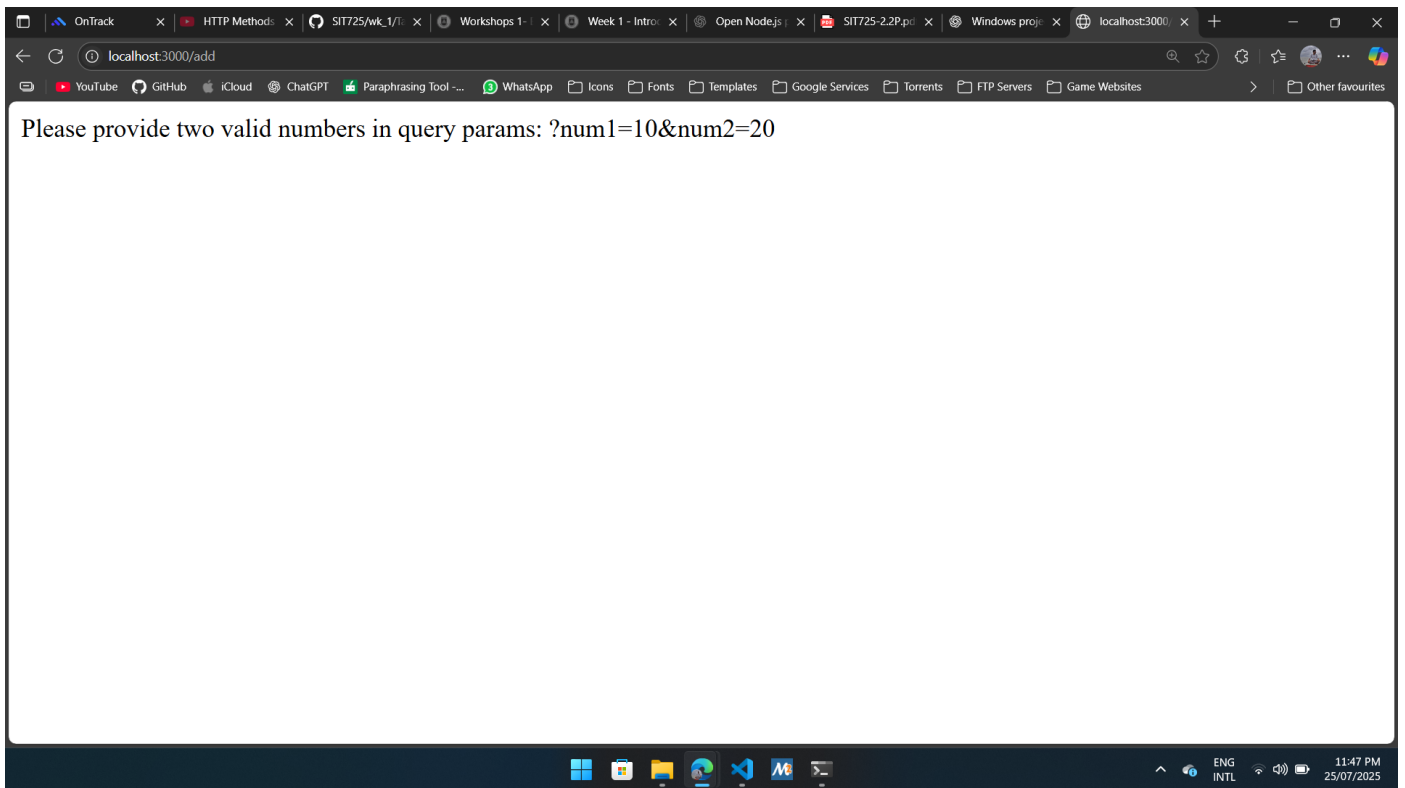 OnTrack HTTP Methods SIT725/wk_1/Ta Workshops 1- Week 1 - Introc Open Node.js SIT725-2.2P.pd Windows proje localhost:3000/
localhost:3000/add
YouTube GitHub iCloud ChatGPT Paraphrasing Tool -... WhatsApp Icons Fonts Templates Google Services Torrents FTP Servers Game Websites Other favourites
Please provide two valid numbers in query params: ?num1=10&num2=20
ENG 11:47 PM
INTL 25/07/2025